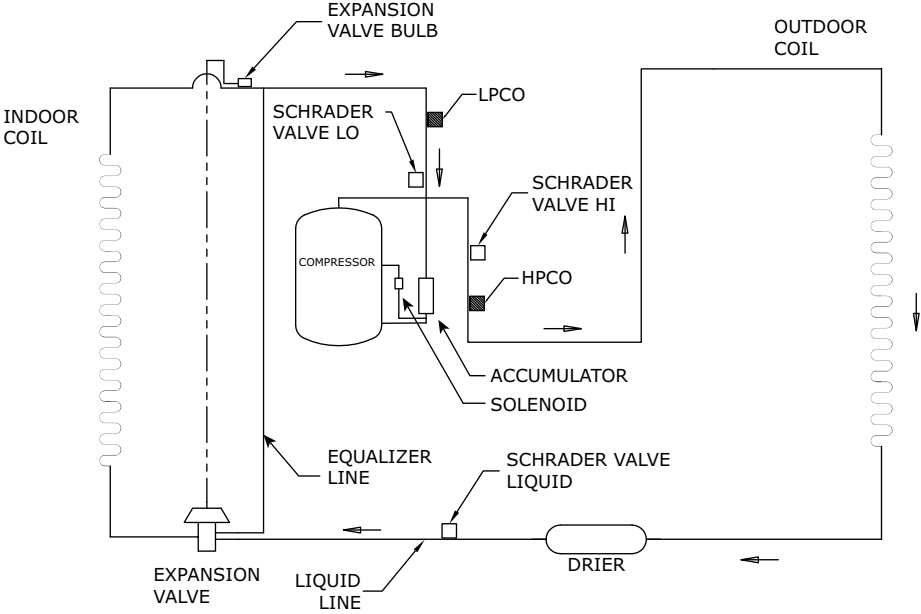 EXPANSION
VALVE BULB
OUTDOOR
COIL
LPCO
INDOOR
COIL
SCHRADER
VALVE LO
SCHRADER
VALVE HI
COMPRESSOR
HPCO
ACCUMULATOR
SOLENOID
EQUALIZER
LINE
SCHRADER VALVE
LIQUID
EXPANSION
VALVE
LIQUID
LINE
DRIER